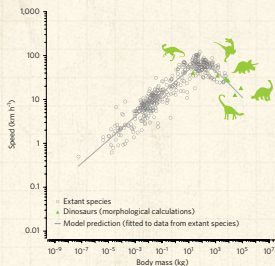 1,000
100
10
1
0.1
0.01
Speed (km h⁻¹)
Extant species
Dinosaurs (morphological calculations)
Model prediction (fitted to data from extant species)
10⁻⁹ 10⁻⁷ 10⁻⁵ 10⁻³ 10⁻¹ 10¹ 10³ 10⁵ 10⁷
Body mass (kg)